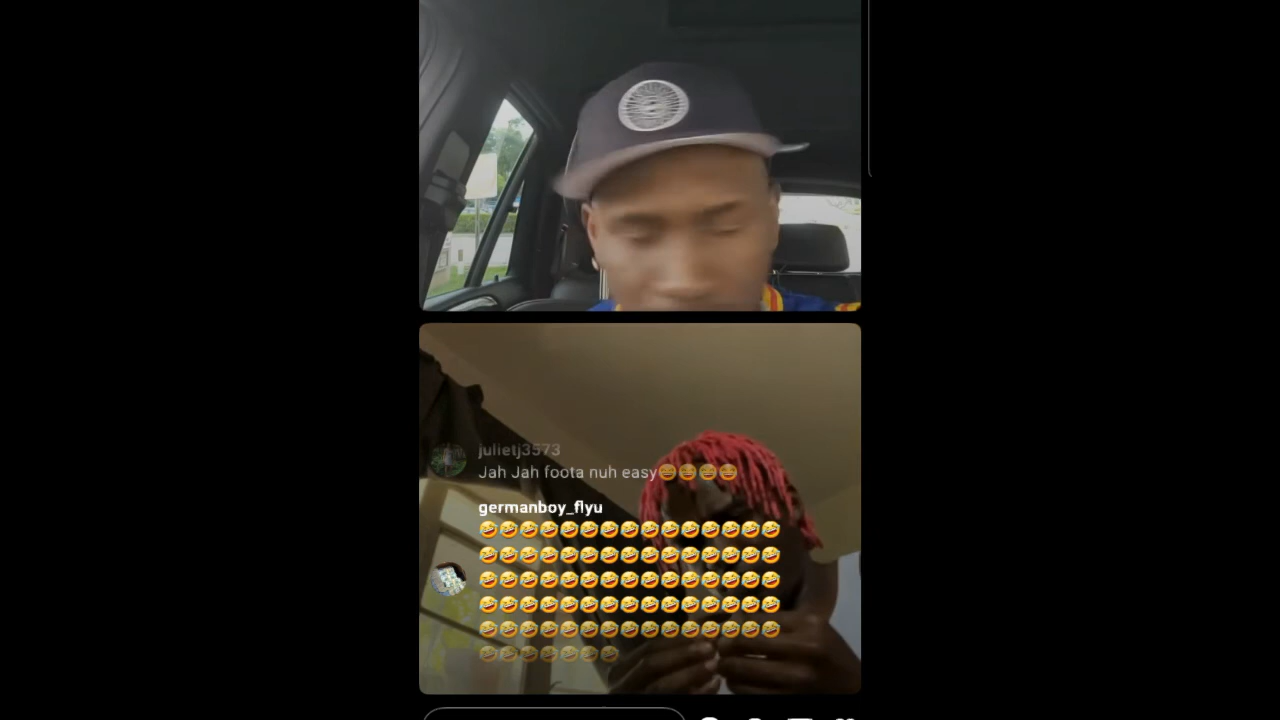 julietj3573
Jah Jah foota nuh easy😂😂😂😂
germanboy_flyu
🤣🤣🤣🤣🤣🤣🤣🤣🤣🤣🤣🤣🤣🤣🤣
🤣🤣🤣🤣🤣🤣🤣🤣🤣🤣🤣🤣🤣🤣🤣
🤣🤣🤣🤣🤣🤣🤣🤣🤣🤣🤣🤣🤣🤣🤣
🤣🤣🤣🤣🤣🤣🤣🤣🤣🤣🤣🤣🤣🤣🤣
🤣🤣🤣🤣🤣🤣🤣🤣🤣🤣🤣🤣🤣🤣🤣
🤣🤣🤣🤣🤣🤣🤣